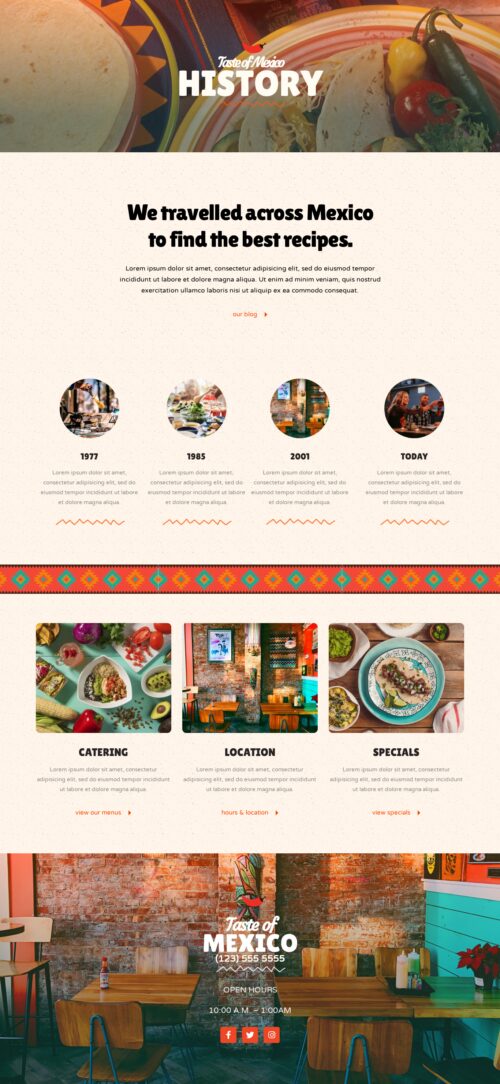 Taste of Mexico
HISTORY
We travelled across Mexico
to find the best recipes.
Lorem ipsum dolor sit amet, consectetur adipisicing elit, sed do eiusmod tempor
incididunt ut labore et dolore magna aliqua. Ut enim ad minim veniam, quis nostrud
exercitation ullamco laboris nisi ut aliquip ex ea commodo consequat.
our blog
1977
Lorem ipsum dolor sit amet,
consectetur adipisicing elit, sed do
eiusmod tempor incididunt ut labore
et dolore magna aliqua.
1985
Lorem ipsum dolor sit amet,
consectetur adipisicing elit, sed do
eiusmod tempor incididunt ut labore
et dolore magna aliqua.
2001
Lorem ipsum dolor sit amet,
consectetur adipisicing elit, sed do
eiusmod tempor incididunt ut labore
et dolore magna aliqua.
TODAY
Lorem ipsum dolor sit amet,
consectetur adipisicing elit, sed do
eiusmod tempor incididunt ut labore
et dolore magna aliqua.
CATERING
Lorem ipsum dolor sit amet, consectetur
adipisicing elit, sed do eiusmod tempor incididunt
ut labore et dolore magna aliqua.
view our menus
LOCATION
Lorem ipsum dolor sit amet, consectetur
adipisicing elit, sed do eiusmod tempor incididunt
ut labore et dolore magna aliqua.
hours & location
SPECIALS
Lorem ipsum dolor sit amet, consectetur
adipisicing elit, sed do eiusmod tempor incididunt
ut labore et dolore magna aliqua.
view specials
Taste of
MEXICO
(123) 555 5555
OPEN HOURS
10:00 A.M. – 1:00AM